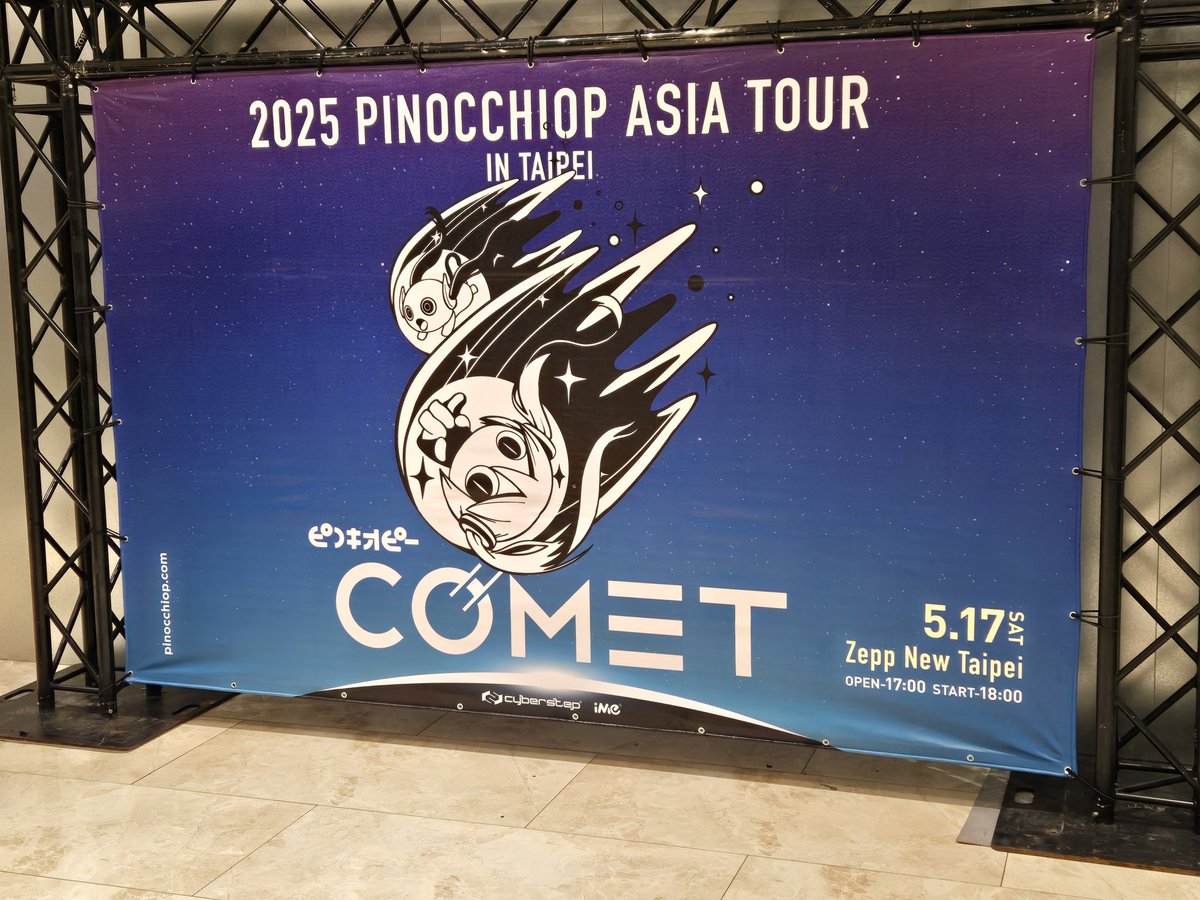 2025 PINOCCHIOP ASIA TOUR
IN TAIPEI
ピノキオピー
COMET
pinocchiop.com
5.17 SAT
Zepp New Taipei
OPEN-17:00 START-18:00
cyberstep iMe